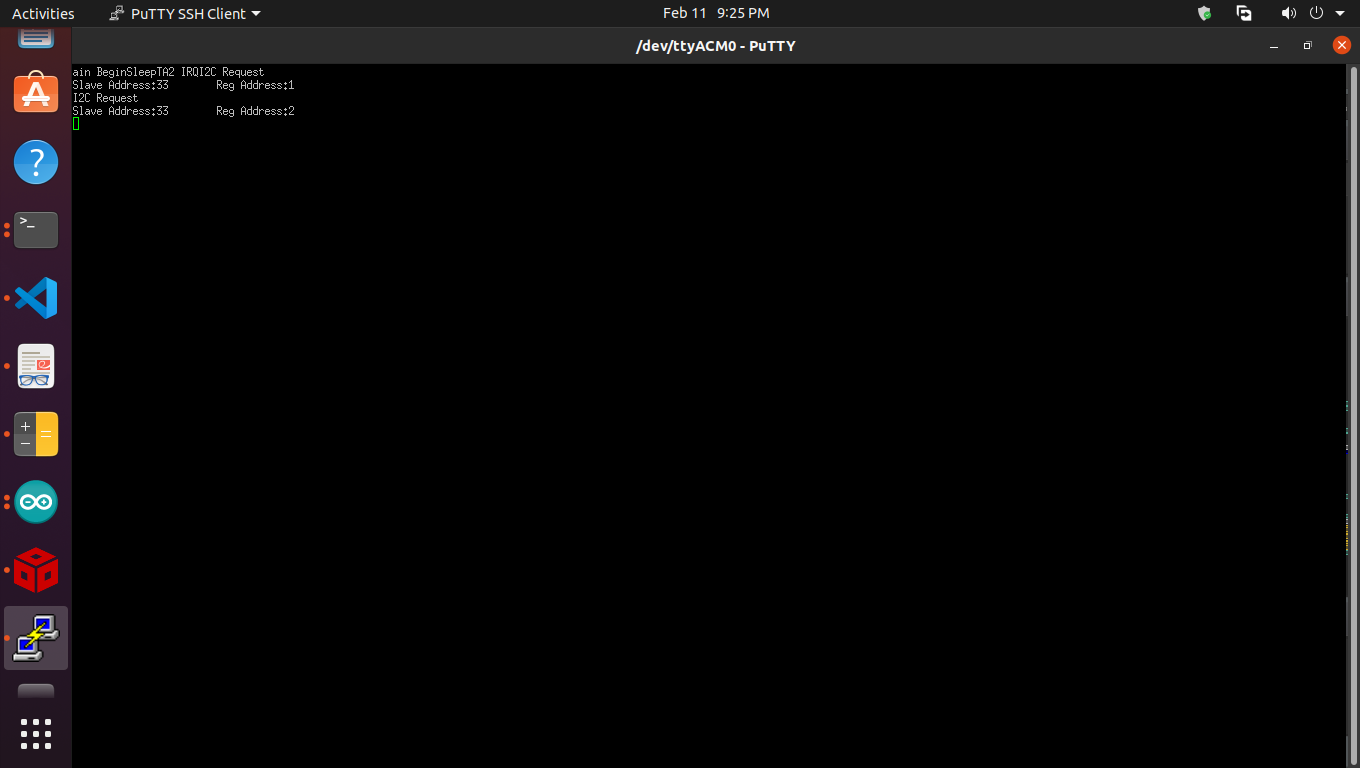 Activities PuTTY SSH Client Feb 11 9:25 PM
/dev/ttyACM0 - PuTTY
ain BeginSleepTA2 IRQI2C Request
Slave Address:33 Reg Address:1
I2C Request
Slave Address:33 Reg Address:2